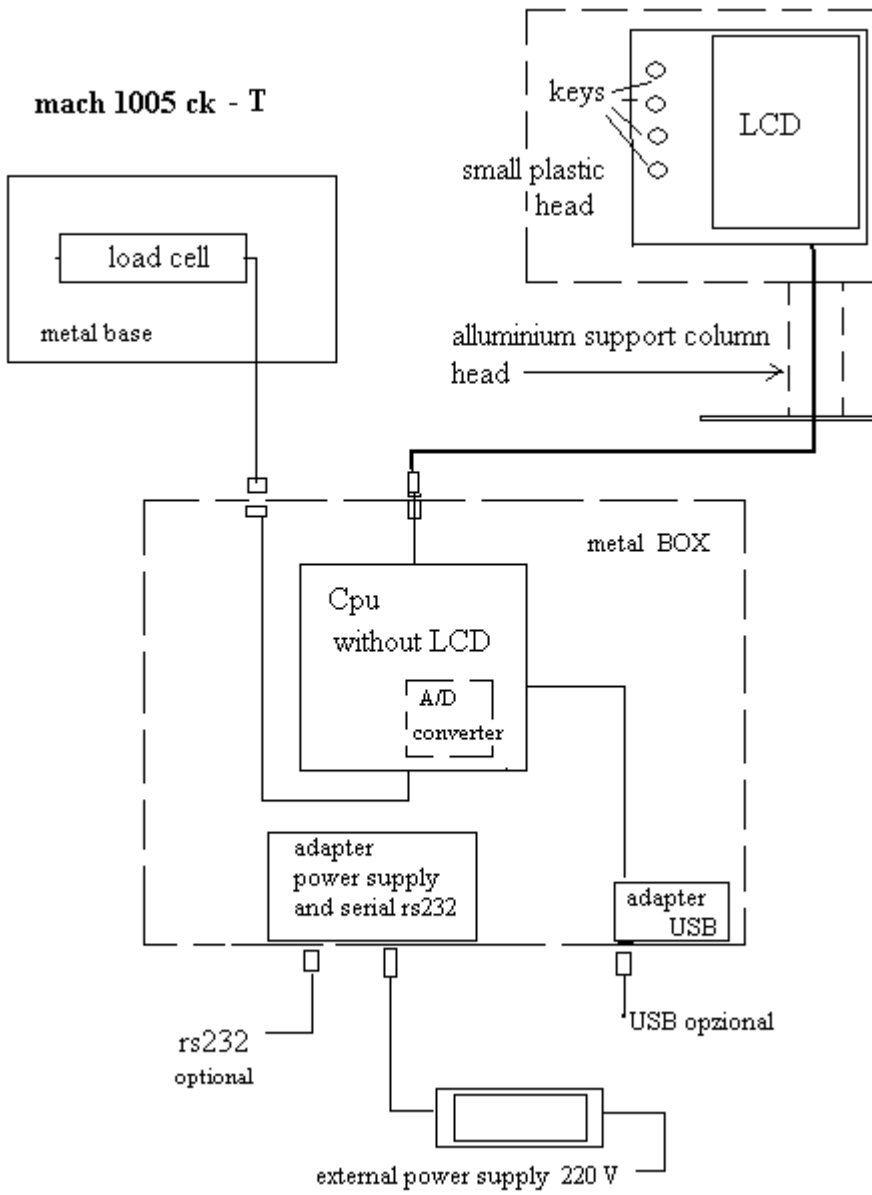 mach 1005 ck - T
keys
LCD
small plastic
head
load cell
metal base
alluminium support column
head
metal BOX
Cpu
without LCD
A/D
converter
adapter
power supply
and serial rs232
adapter
USB
rs232
optional
USB opzional
external power supply 220 V